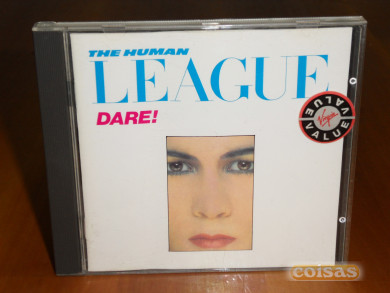 THE HUMAN
LEAGUE
DARE!
VALUE
Virgin
VALUE
coisas